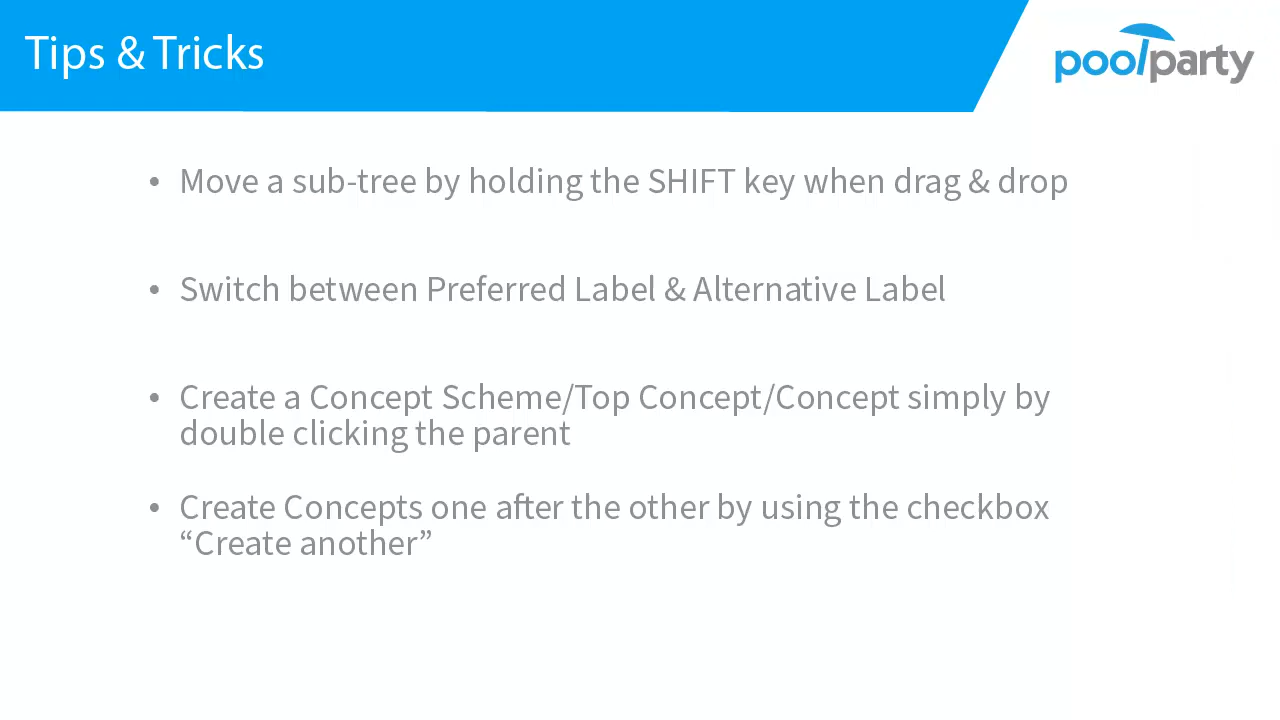 Tips & Tricks
poolparty
• Move a sub-tree by holding the SHIFT key when drag & drop
• Switch between Preferred Label & Alternative Label
• Create a Concept Scheme/Top Concept/Concept simply by
double clicking the parent
• Create Concepts one after the other by using the checkbox
“Create another”